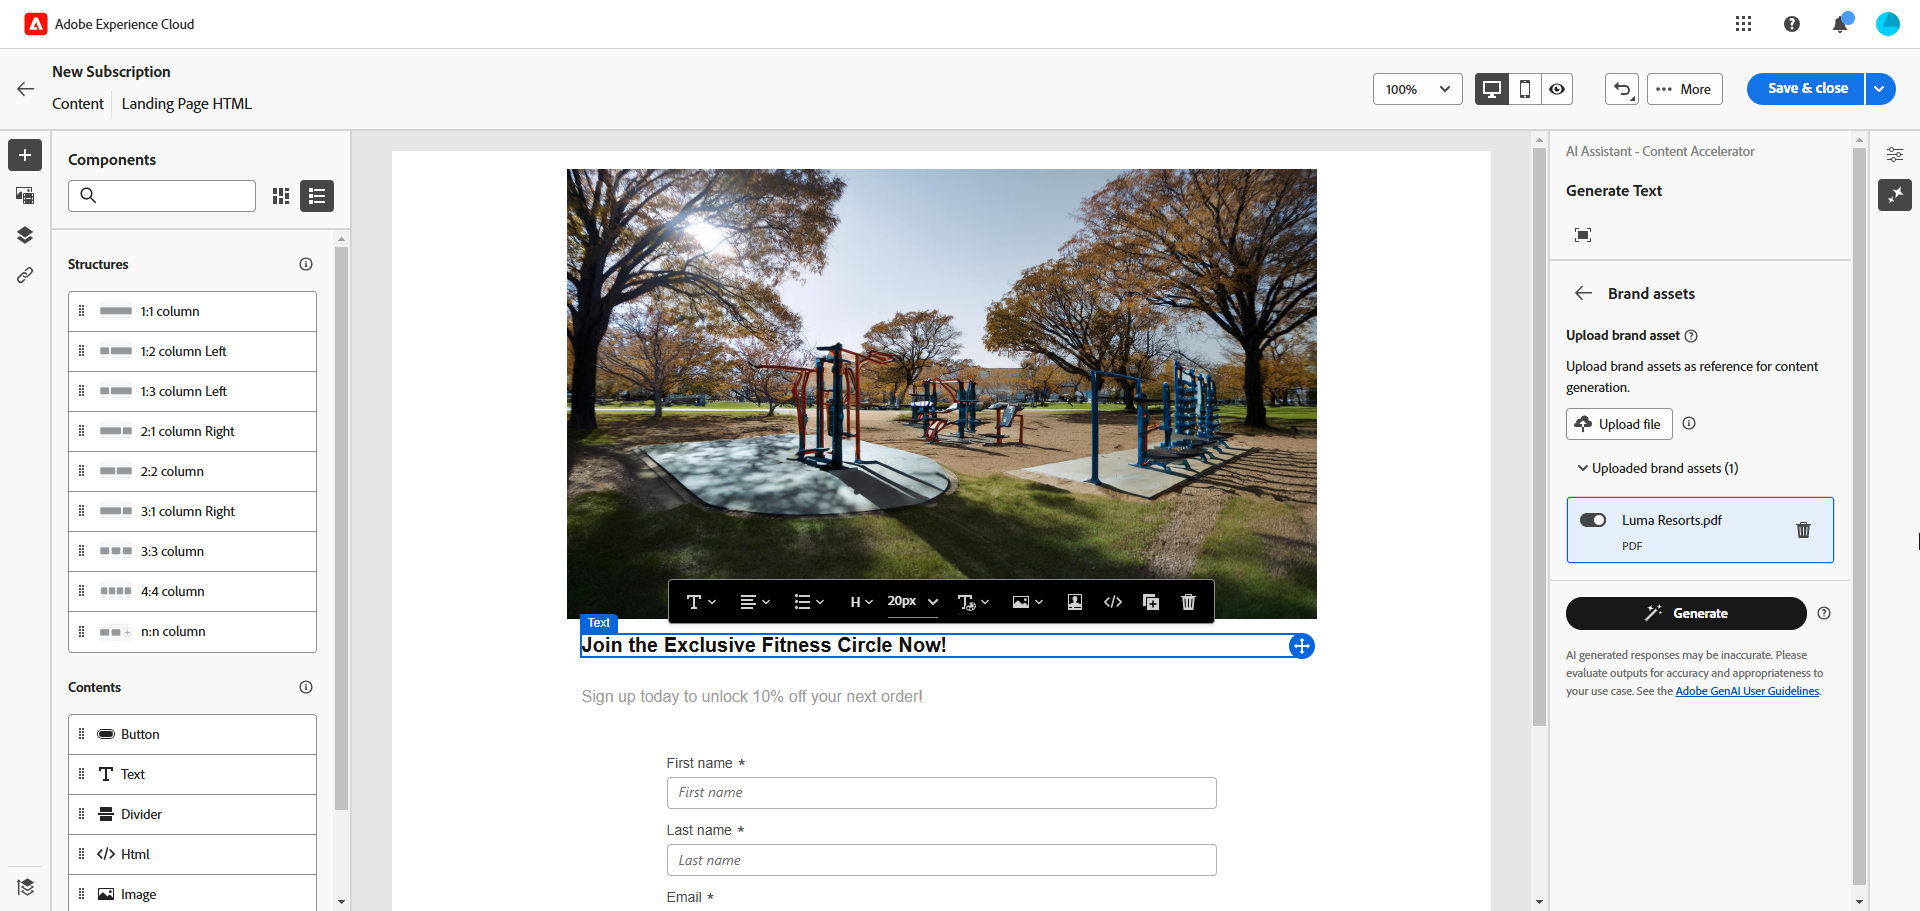 Adobe Experience Cloud
New Subscription
Content
Landing Page HTML
100%
More
Save & close
Components
Structures
1:1 column
1:2 column Left
1:3 column Left
2:1 column Right
2:2 column
3:1 column Right
3:3 column
4:4 column
n:n column
Contents
Button
Text
Divider
Html
Image
H
20px
Text
Join the Exclusive Fitness Circle Now!
Sign up today to unlock 10% off your next order!
First name *
First name
Last name *
Last name
Email *
AI Assistant - Content Accelerator
Generate Text
Brand assets
Upload brand asset
Upload brand assets as reference for content
generation.
Upload file
Uploaded brand assets (1)
Luma Resorts.pdf
PDF
Generate
AI generated responses may be inaccurate. Please
evaluate outputs for accuracy and appropriateness to
your use case. See the Adobe GenAI User Guidelines.